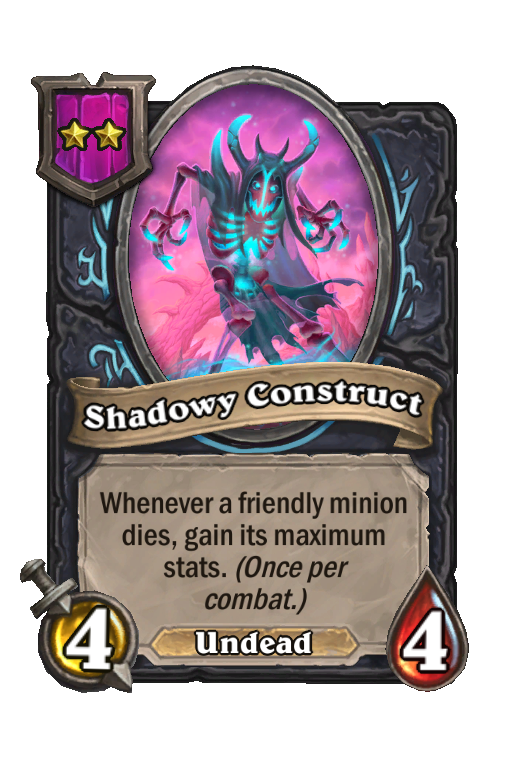 Shadowy Construct
Whenever a friendly minion
dies, gain its maximum
stats. (Once per
combat.)
4
Undead
4